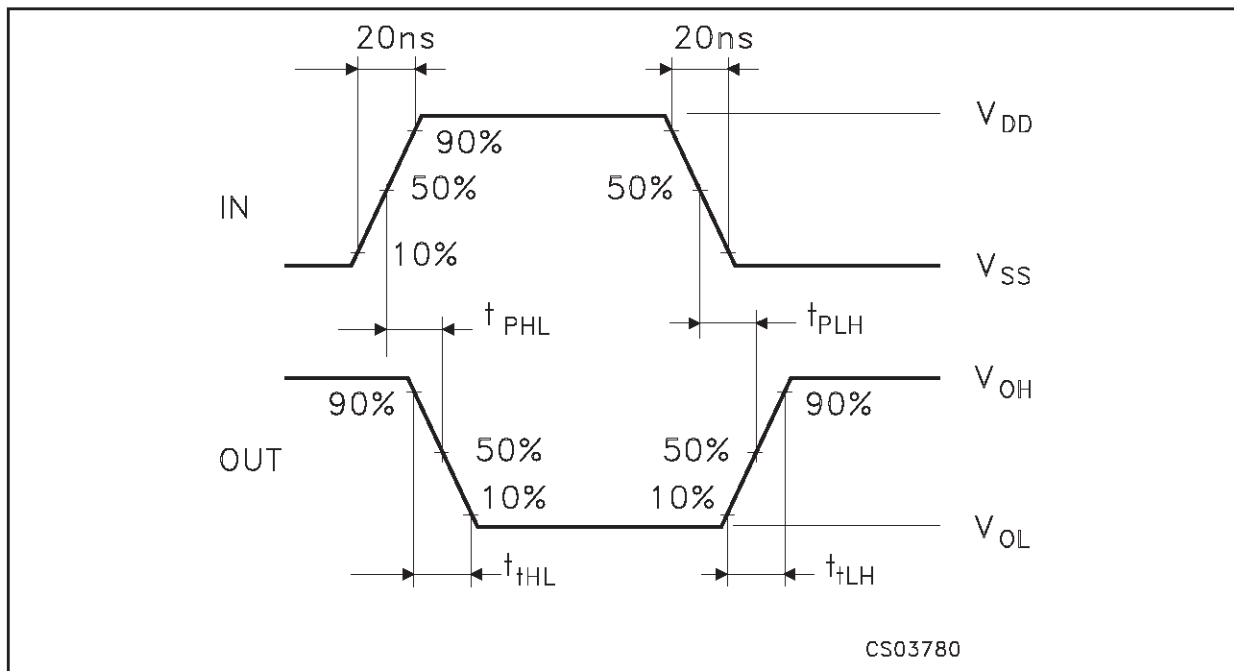 20ns 20ns
V_DD
90%
50% 50%
IN
10%
V_SS
t_PHL t_PLH
V_OH
90% 90%
50% 50%
OUT
10% 10%
V_OL
t_tHL t_tLH
CS03780